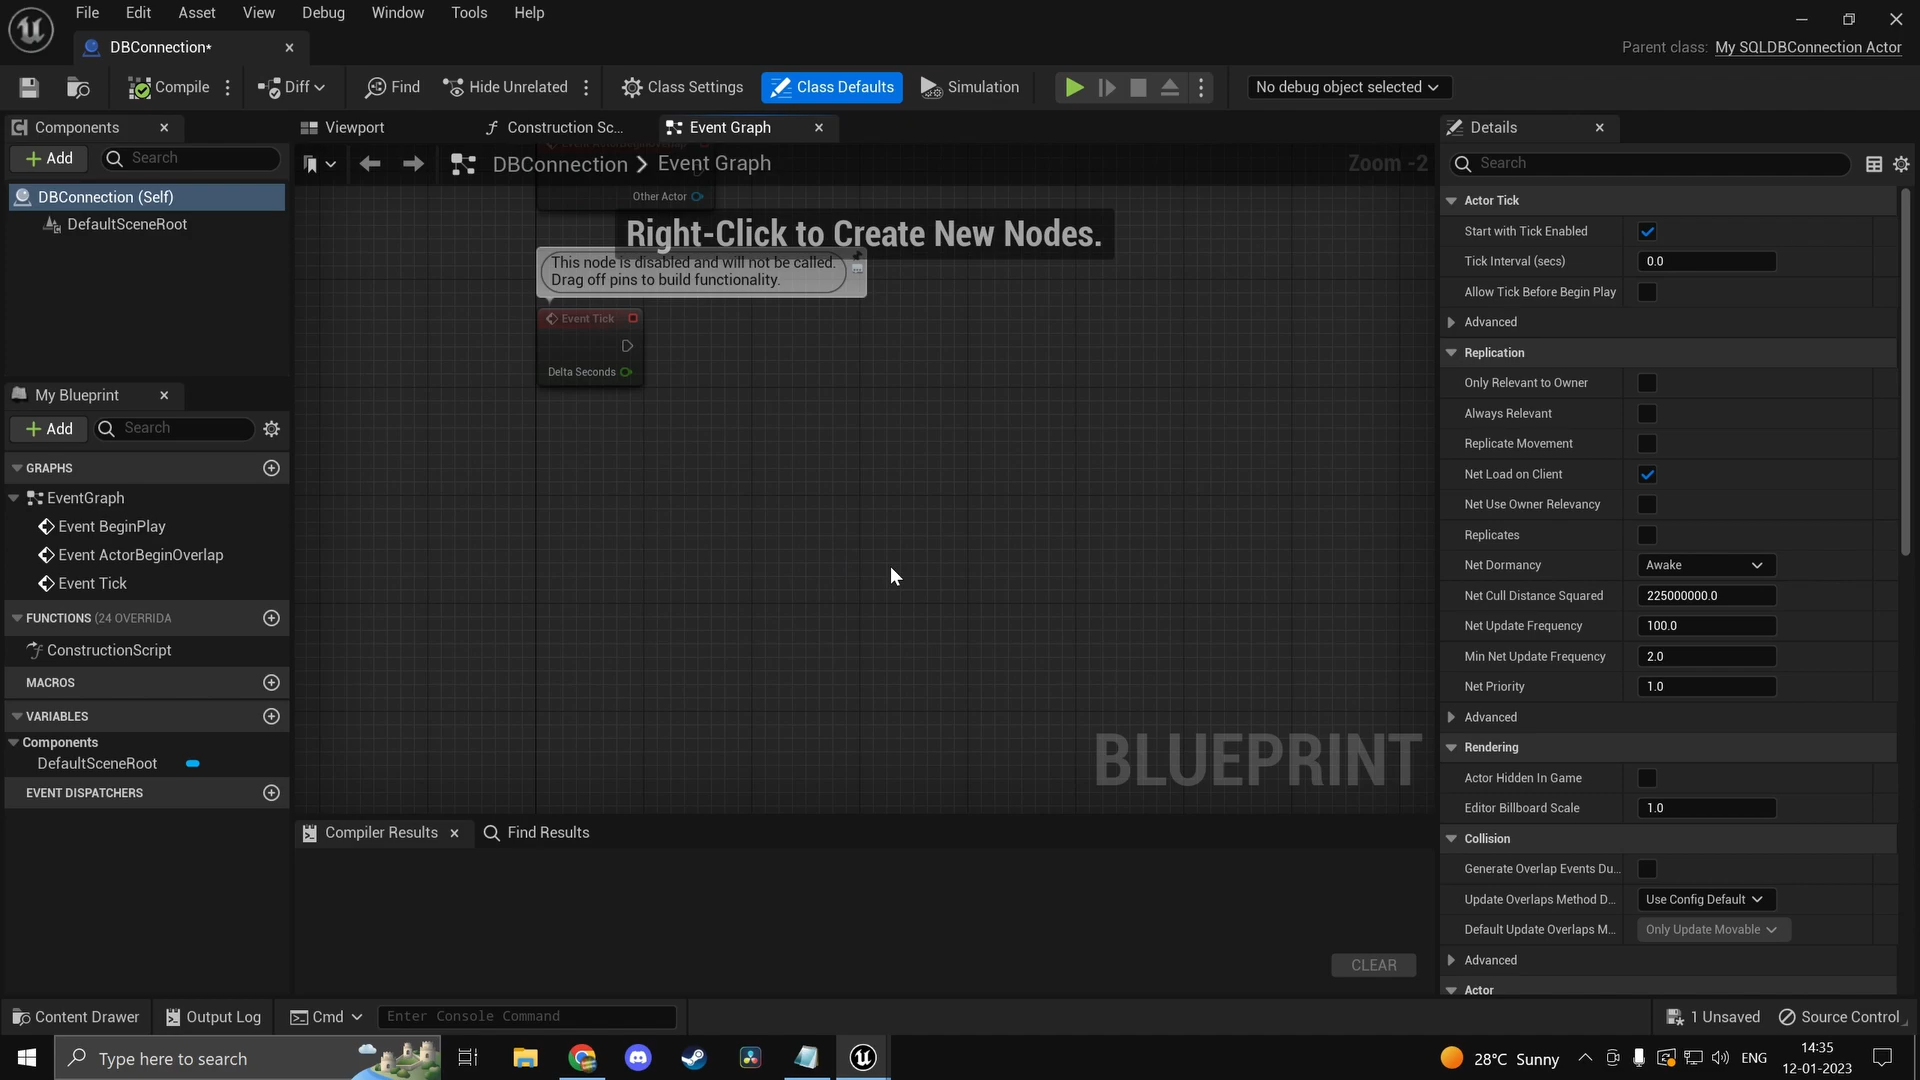 File Edit Asset View Debug Window Tools Help
DBConnection*
Parent class: My SQLDBConnection Actor
Compile Diff Find Hide Unrelated Class Settings Class Defaults Simulation No debug object selected
Components
Viewport Construction Sc... Event Graph
Details
Add Search
DBConnection > Event Graph
Zoom -2
Search
DBConnection (Self)
DefaultSceneRoot
Event ActorBeginOverlap
Other Actor
Right-Click to Create New Nodes.
This node is disabled and will not be called.
Drag off pins to build functionality.
Event Tick
Delta Seconds
BLUEPRINT
My Blueprint
Add Search
GRAPHS
EventGraph
Event BeginPlay
Event ActorBeginOverlap
Event Tick
FUNCTIONS (24 OVERRIDA
ConstructionScript
MACROS
VARIABLES
Components
DefaultSceneRoot
EVENT DISPATCHERS
Compiler Results Find Results
CLEAR
Actor Tick
Start with Tick Enabled
Tick Interval (secs) 0.0
Allow Tick Before Begin Play
Advanced
Replication
Only Relevant to Owner
Always Relevant
Replicate Movement
Net Load on Client
Net Use Owner Relevancy
Replicates
Net Dormancy Awake
Net Cull Distance Squared 225000000.0
Net Update Frequency 100.0
Min Net Update Frequency 2.0
Net Priority 1.0
Advanced
Rendering
Actor Hidden In Game
Editor Billboard Scale 1.0
Collision
Generate Overlap Events Du...
Update Overlaps Method D... Use Config Default
Default Update Overlaps M... Only Update Movable
Advanced
Actor
Content Drawer Output Log Cmd Enter Console Command 1 Unsaved Source Control
Type here to search
28°C Sunny ENG
14:35
12-01-2023